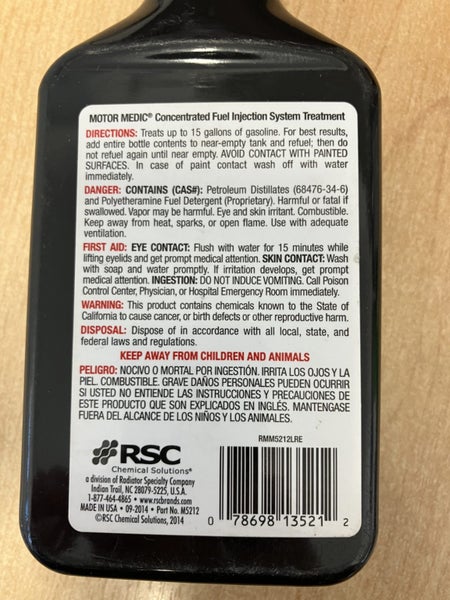 MOTOR MEDIC® Concentrated Fuel Injection System Treatment
DIRECTIONS: Treats up to 15 gallons of gasoline. For best results,
add entire bottle contents to near-empty tank and refuel; then do
not refuel again until near empty. AVOID CONTACT WITH PAINTED
SURFACES. In case of paint contact wash off with water
immediately.
DANGER: CONTAINS (CAS#): Petroleum Distillates (68476-34-6)
and Polyetheramine Fuel Detergent (Proprietary). Harmful or fatal if
swallowed. Vapor may be harmful. Eye and skin irritant. Combustible.
Keep away from heat, sparks, or open flame. Use with adequate
ventilation.
FIRST AID: EYE CONTACT: Flush with water for 15 minutes while
lifting eyelids and get prompt medical attention. SKIN CONTACT: Wash
with soap and water promptly. If irritation develops, get prompt
medical attention. INGESTION: DO NOT INDUCE VOMITING. Call Poison
Control Center, Physician, or Hospital Emergency Room immediately.
WARNING: This product contains chemicals known to the State of
California to cause cancer, or birth defects or other reproductive harm.
DISPOSAL: Dispose of in accordance with all local, state, and
federal laws and regulations.
KEEP AWAY FROM CHILDREN AND ANIMALS
PELIGRO: NOCIVO O MORTAL POR INGESTIÓN. IRRITA LOS OJOS Y LA
PIEL. COMBUSTIBLE. GRAVE DAÑOS PERSONALES PUEDEN OCURRIR
SI USTED NO ENTIENDE LAS INSTRUCCIONES Y PRECAUCIONES DE
ESTE PRODUCTO QUE SON EXPLICADOS EN INGLÉS. MANTENGASE
FUERA DEL ALCANCE DE LOS NIÑOS Y LOS ANIMALES.
RSC
Chemical Solutions®
a division of Radiator Specialty Company
Indian Trail, NC 28079-5225, U.S.A.
1-877-464-4865 • www.rscbrands.com
MADE IN USA • 09-2014 • Part No. M5212
©RSC Chemical Solutions, 2014
RMM5212LRE
0 78698 13521 2